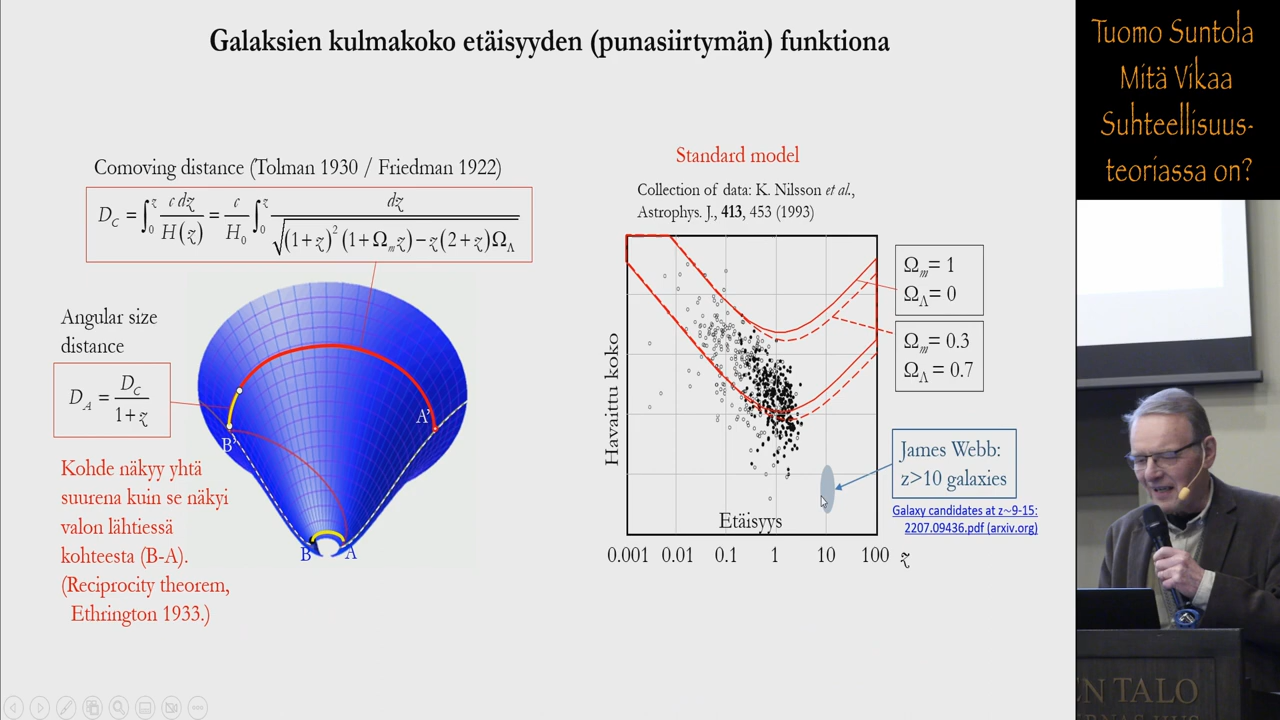 Galaksien kulmakoko etäisyyden (punasiirtymän) funktiona
Comoving distance (Tolman 1930 / Friedman 1922)
D_C = ∫_0^z c dz / H(z) = c / H_0 ∫_0^z dz / √((1+z)^2 (1+Ω_m z) − z(2+z)Ω_Λ)
Angular size
distance
D_A = D_C / 1+z
Kohde näkyy yhtä
suurena kuin se näkyi
valon lähtiessä
kohteesta (B-A).
(Reciprocity theorem,
Ethrington 1933.)
A'
B'
B
A
Standard model
Collection of data: K. Nilsson et al.,
Astrophys. J., 413, 453 (1993)
Havaittu koko
Etäisyys
0.001 0.01 0.1 1 10 100 z
Ω_m = 1
Ω_Λ = 0
Ω_m = 0.3
Ω_Λ = 0.7
James Webb:
z>10 galaxies
Galaxy candidates at z~9-15:
2207.09436.pdf (arxiv.org)
Tuomo Suntola
Mitä Vikaa
Suhteellisuus-
teoriassa on?
EN TALO